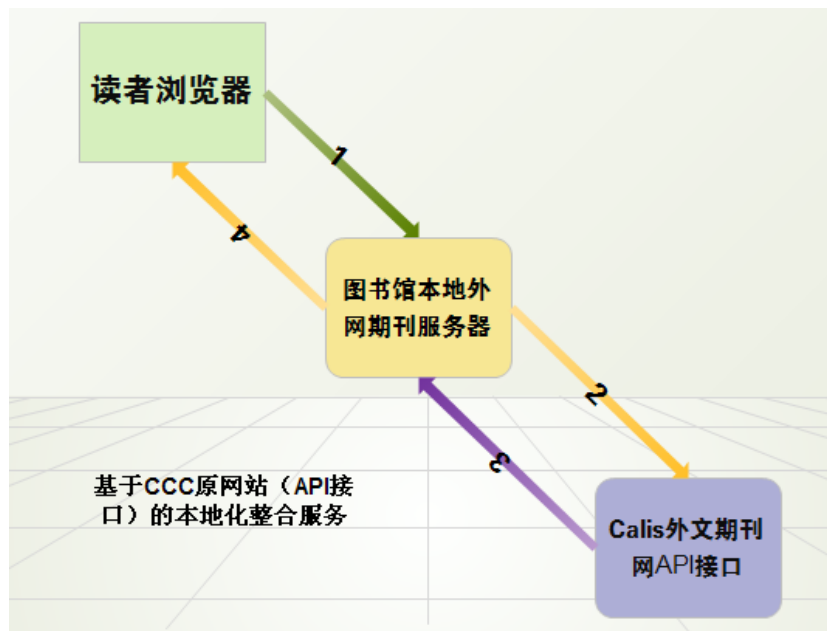 读者浏览器
1
4
图书馆本地外
网期刊服务器
2
3
基于CCC原网站（API接
口）的本地化整合服务
Calis外文期刊
网API接口